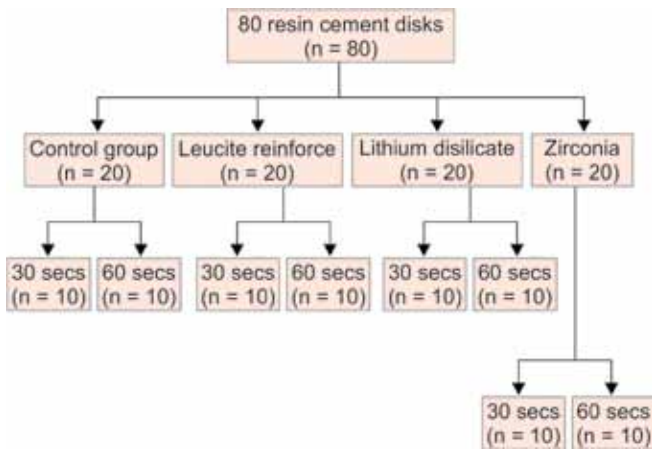 80 resin cement disks
(n = 80)
Control group
(n = 20)
Leucite reinforce
(n = 20)
Lithium disilicate
(n = 20)
Zirconia
(n = 20)
30 secs
(n = 10)
60 secs
(n = 10)
30 secs
(n = 10)
60 secs
(n = 10)
30 secs
(n = 10)
60 secs
(n = 10)
30 secs
(n = 10)
60 secs
(n = 10)